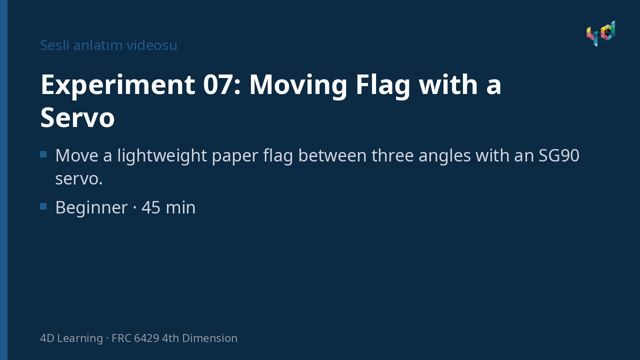 Sesli anlatım videosu
Experiment 07: Moving Flag with a
Servo
Move a lightweight paper flag between three angles with an SG90
servo.
Beginner · 45 min
4D Learning · FRC 6429 4th Dimension
4d